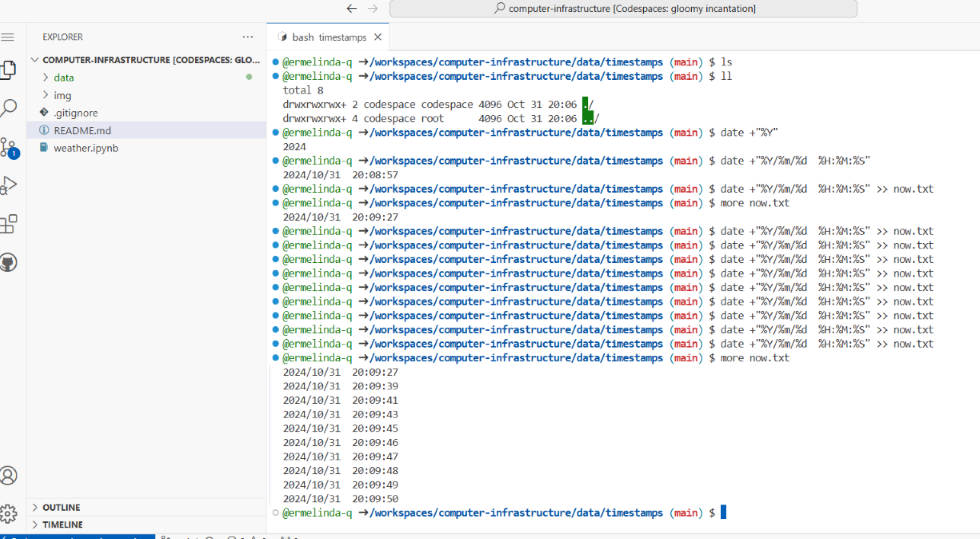 computer-infrastructure [Codespaces: gloomy incantation]
EXPLORER
COMPUTER-INFRASTRUCTURE [CODESPACES: GLO...
data
img
.gitignore
README.md
weather.ipynb
1
OUTLINE
TIMELINE
bash timestamps
@ermelinda-q →/workspaces/computer-infrastructure/data/timestamps (main) $ ls
@ermelinda-q →/workspaces/computer-infrastructure/data/timestamps (main) $ ll
total 8
drwxrwxrwx+ 2 codespace codespace 4096 Oct 31 20:06 ./
drwxrwxrwx+ 4 codespace root      4096 Oct 31 20:06 ../
@ermelinda-q →/workspaces/computer-infrastructure/data/timestamps (main) $ date +"%Y"
2024
@ermelinda-q →/workspaces/computer-infrastructure/data/timestamps (main) $ date +"%Y/%m/%d  %H:%M:%S"
2024/10/31  20:08:57
@ermelinda-q →/workspaces/computer-infrastructure/data/timestamps (main) $ date +"%Y/%m/%d  %H:%M:%S" >> now.txt
@ermelinda-q →/workspaces/computer-infrastructure/data/timestamps (main) $ more now.txt
2024/10/31  20:09:27
@ermelinda-q →/workspaces/computer-infrastructure/data/timestamps (main) $ date +"%Y/%m/%d  %H:%M:%S" >> now.txt
@ermelinda-q →/workspaces/computer-infrastructure/data/timestamps (main) $ date +"%Y/%m/%d  %H:%M:%S" >> now.txt
@ermelinda-q →/workspaces/computer-infrastructure/data/timestamps (main) $ date +"%Y/%m/%d  %H:%M:%S" >> now.txt
@ermelinda-q →/workspaces/computer-infrastructure/data/timestamps (main) $ date +"%Y/%m/%d  %H:%M:%S" >> now.txt
@ermelinda-q →/workspaces/computer-infrastructure/data/timestamps (main) $ date +"%Y/%m/%d  %H:%M:%S" >> now.txt
@ermelinda-q →/workspaces/computer-infrastructure/data/timestamps (main) $ date +"%Y/%m/%d  %H:%M:%S" >> now.txt
@ermelinda-q →/workspaces/computer-infrastructure/data/timestamps (main) $ date +"%Y/%m/%d  %H:%M:%S" >> now.txt
@ermelinda-q →/workspaces/computer-infrastructure/data/timestamps (main) $ date +"%Y/%m/%d  %H:%M:%S" >> now.txt
@ermelinda-q →/workspaces/computer-infrastructure/data/timestamps (main) $ date +"%Y/%m/%d  %H:%M:%S" >> now.txt
@ermelinda-q →/workspaces/computer-infrastructure/data/timestamps (main) $ more now.txt
2024/10/31  20:09:27
2024/10/31  20:09:39
2024/10/31  20:09:41
2024/10/31  20:09:43
2024/10/31  20:09:45
2024/10/31  20:09:46
2024/10/31  20:09:47
2024/10/31  20:09:48
2024/10/31  20:09:49
2024/10/31  20:09:50
@ermelinda-q →/workspaces/computer-infrastructure/data/timestamps (main) $